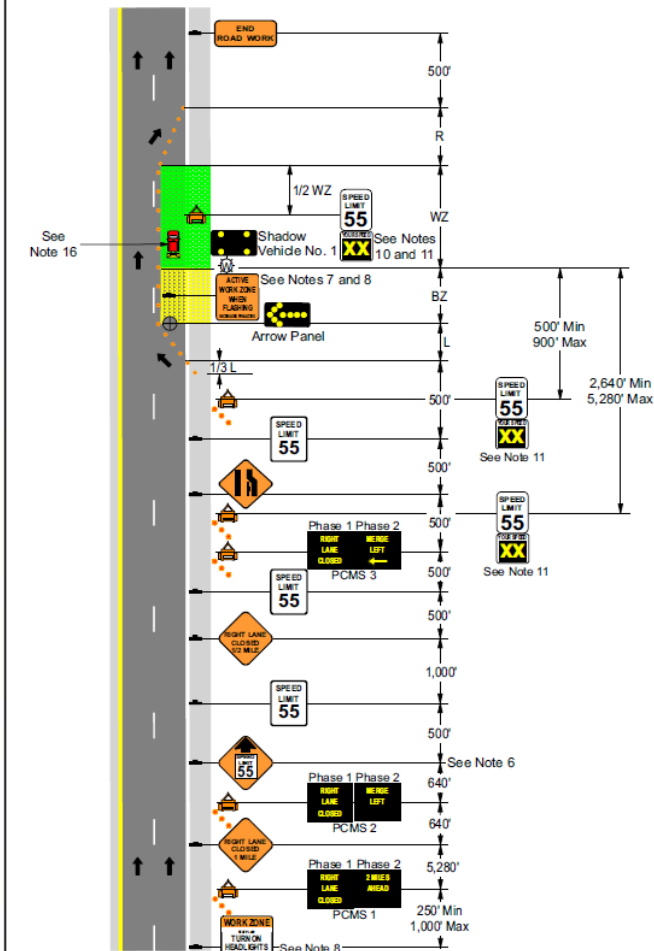 END
ROAD WORK
500'
R
1/2 WZ
SPEED
LIMIT
55
YOUR SPEED
XX
See Notes
10 and 11
WZ
See
Note 16
Shadow
Vehicle No. 1
W
ACTIVE
WORK ZONE
WHEN
FLASHING
See Notes 7 and 8
BZ
Arrow Panel
L
500' Min
900' Max
2,640' Min
5,280' Max
1/3 L
500'
SPEED
LIMIT
55
YOUR SPEED
XX
See Note 11
SPEED
LIMIT
55
500'
SPEED
LIMIT
55
YOUR SPEED
XX
See Note 11
500'
Phase 1 Phase 2
RIGHT
LANE
CLOSED
MERGE
LEFT
PCMS 3
500'
SPEED
LIMIT
55
500'
RIGHT LANE
CLOSED
1/2 MILE
1,000'
SPEED
LIMIT
55
500'
SPEED
LIMIT
55
See Note 6
640'
Phase 1 Phase 2
RIGHT
LANE
CLOSED
MERGE
LEFT
PCMS 2
640'
RIGHT LANE
CLOSED
1 MILE
5,280'
Phase 1 Phase 2
RIGHT
LANE
CLOSED
2 MILES
AHEAD
PCMS 1
250' Min
1,000' Max
WORK ZONE
TURN ON
HEADLIGHTS
See Note 8